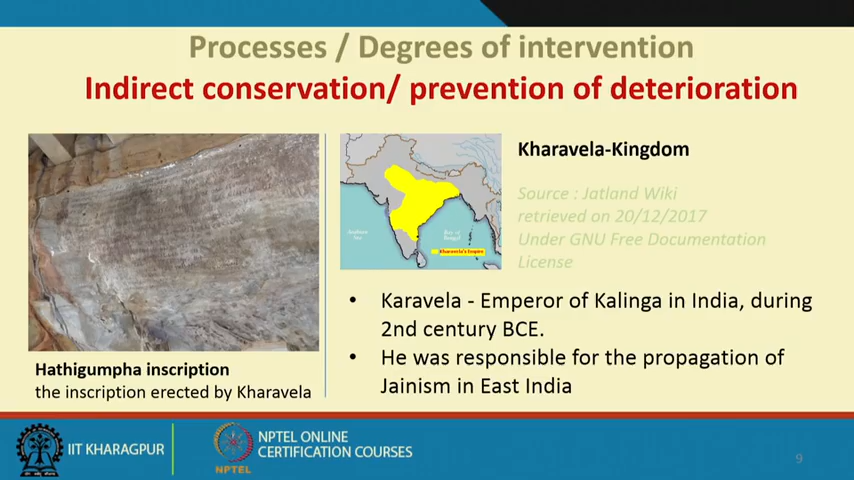 Processes / Degrees of intervention
Indirect conservation/ prevention of deterioration
Kharavela-Kingdom
Source : Jatland Wiki
retrieved on 20/12/2017
Under GNU Free Documentation
License
Kharavela's Empire
• Karavela - Emperor of Kalinga in India, during
2nd century BCE.
• He was responsible for the propagation of
Jainism in East India
Hathigumpha inscription
the inscription erected by Kharavela
IIT KHARAGPUR
NPTEL
NPTEL ONLINE
CERTIFICATION COURSES
9